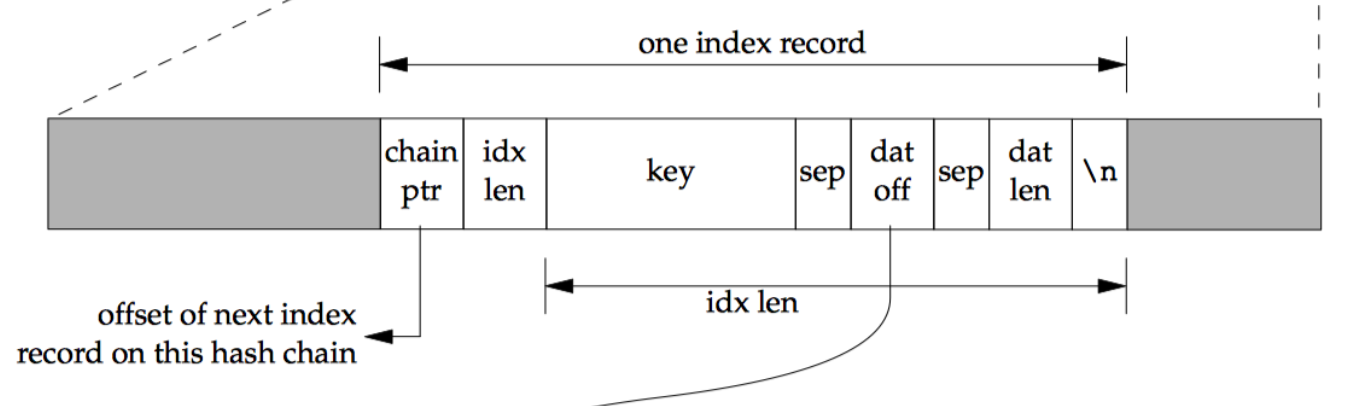 one index record
chain idx key sep dat sep dat \n
ptr len off len
idx len
offset of next index
record on this hash chain